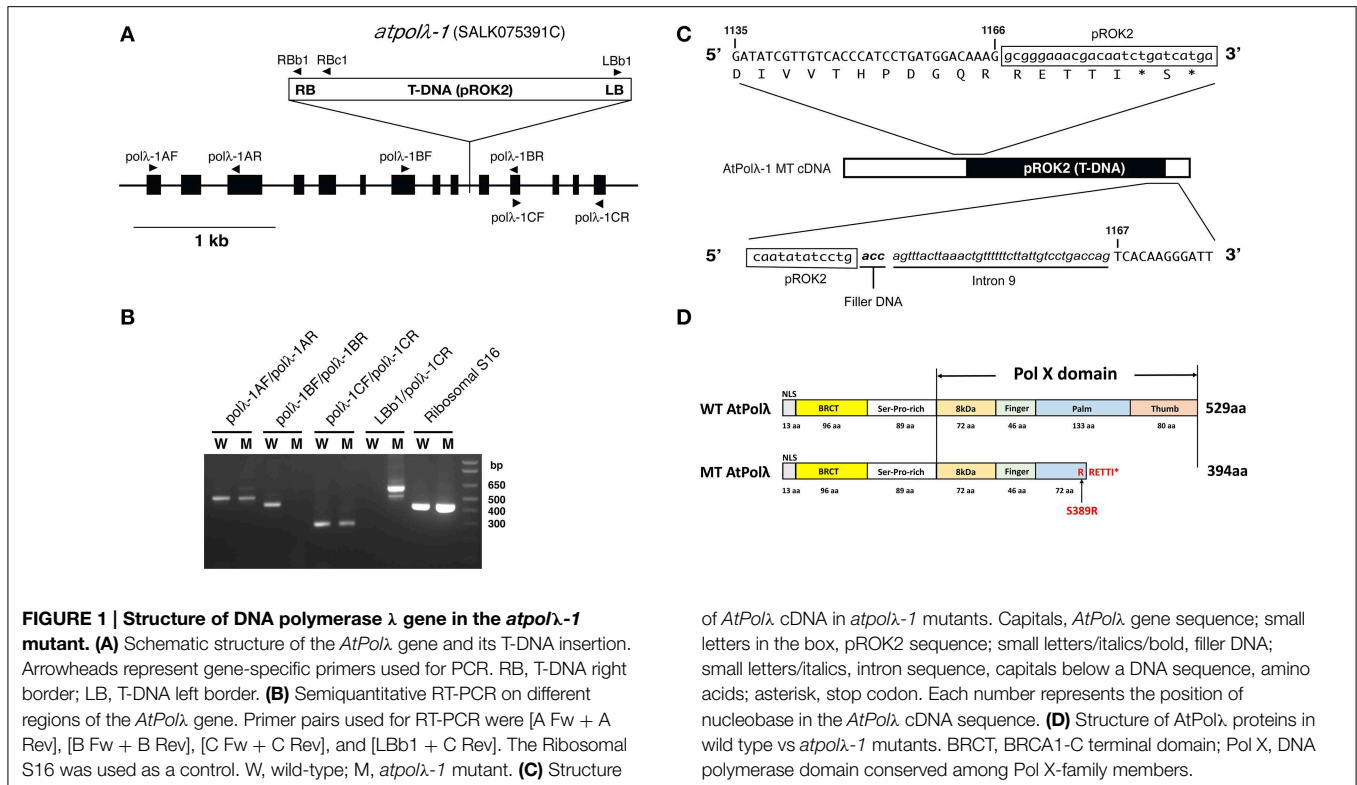 A
atpolλ-1 (SALK075391C)
RBb1 RBc1 LBb1
RB T-DNA (pROK2) LB
polλ-1AF polλ-1AR polλ-1BF polλ-1BR
polλ-1CF polλ-1CR
1 kb
B
polλ-1AF/polλ-1AR
polλ-1BF/polλ-1BR
polλ-1CF/polλ-1CR
LBb1/polλ-1CR
Ribosomal S16
W M W M W M W M W M
bp
650
500
400
300
C
1135 1166 pROK2
5’ GATATCGTTGTCACCCATCCTGATGGACAAAG gcgggaaacgacaatctgatcatga 3’
D I V V T H P D G Q R R E T T I * S *
AtPolλ-1 MT cDNA pROK2 (T-DNA)
1167
5’ caatatatcctg acc agtttacttaaactgtttttttcttattgtcctgaccag TCACAAGGGATT 3’
pROK2 Intron 9
Filler DNA
D
Pol X domain
NLS
WT AtPolλ BRCT Ser-Pro-rich 8kDa Finger Palm Thumb 529aa
13 aa 96 aa 89 aa 72 aa 46 aa 133 aa 80 aa
NLS
MT AtPolλ BRCT Ser-Pro-rich 8kDa Finger R RETTI* 394aa
13 aa 96 aa 89 aa 72 aa 46 aa 72 aa
S389R
FIGURE 1 | Structure of DNA polymerase λ gene in the atpolλ-1
mutant. (A) Schematic structure of the AtPolλ gene and its T-DNA insertion.
Arrowheads represent gene-specific primers used for PCR. RB, T-DNA right
border; LB, T-DNA left border. (B) Semiquantitative RT-PCR on different
regions of the AtPolλ gene. Primer pairs used for RT-PCR were [A Fw + A
Rev], [B Fw + B Rev], [C Fw + C Rev], and [LBb1 + C Rev]. The Ribosomal
S16 was used as a control. W, wild-type; M, atpolλ-1 mutant. (C) Structure
of AtPolλ cDNA in atpolλ-1 mutants. Capitals, AtPolλ gene sequence; small
letters in the box, pROK2 sequence; small letters/italics/bold, filler DNA;
small letters/italics, intron sequence, capitals below a DNA sequence, amino
acids; asterisk, stop codon. Each number represents the position of
nucleobase in the AtPolλ cDNA sequence. (D) Structure of AtPolλ proteins in
wild type vs atpolλ-1 mutants. BRCT, BRCA1-C terminal domain; Pol X, DNA
polymerase domain conserved among Pol X-family members.